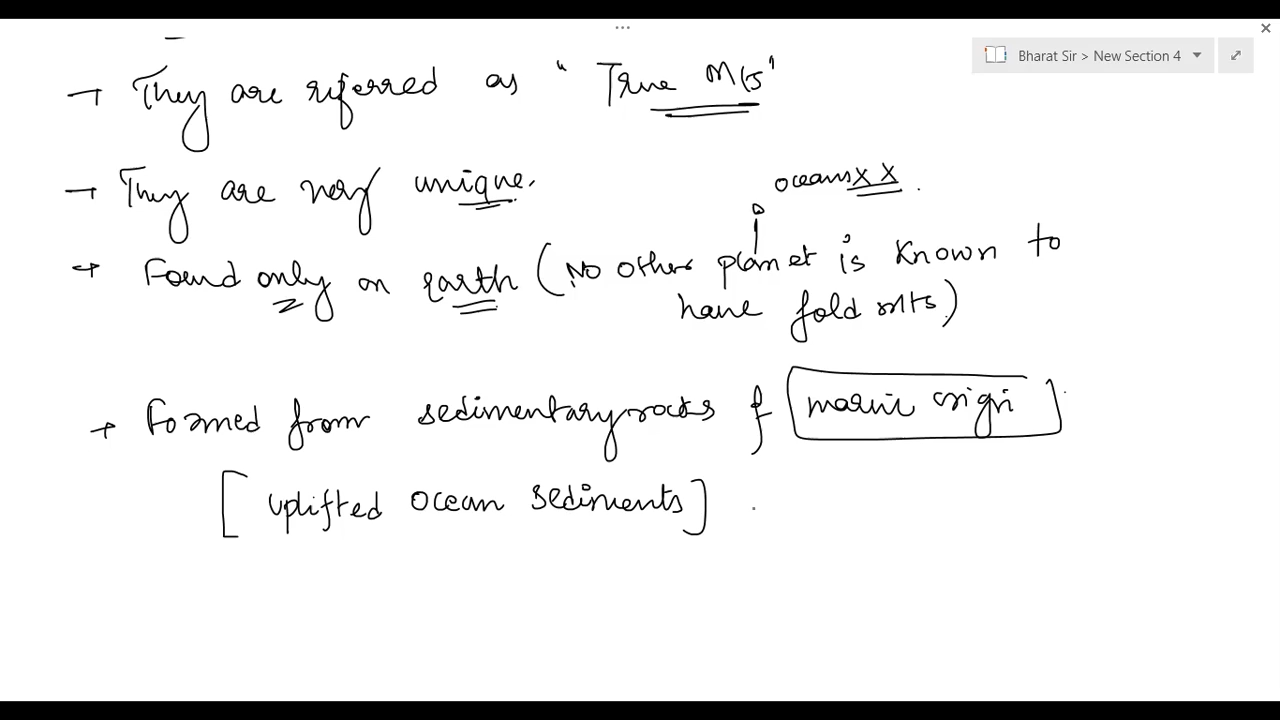 Bharat Sir > New Section 4
→ They are referred as "True Mts"
→ They are very unique.
oceans x x.
→ Found only on earth (No other planet is known to
have fold mts)
→ Formed from sedimentary rocks of marine origin
[uplifted ocean sediments]